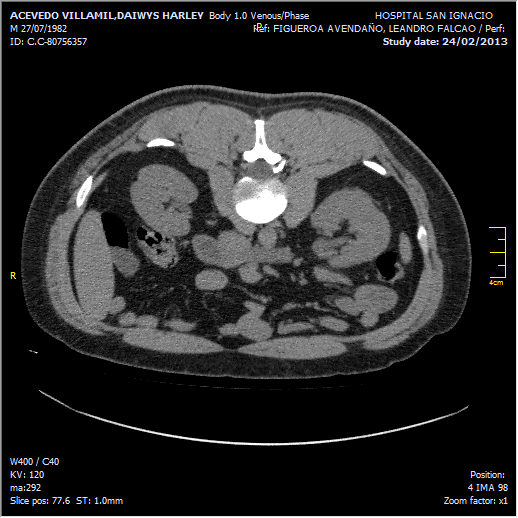 ACEVEDO VILLAMIL,DAIWYS HARLEY Body 1.0 Venous/Phase
HOSPITAL SAN IGNACIO
M 27/07/1982
Ref: FIGUEROA AVENDAÑO, LEANDRO FALCAO / Perf:
ID: C.C-80756357
Study date: 24/02/2013
R
4cm
W400 / C40
KV: 120
Position:
ma:292
4 IMA 98
Slice pos: 77.6 ST: 1.0mm
Zoom factor: x1